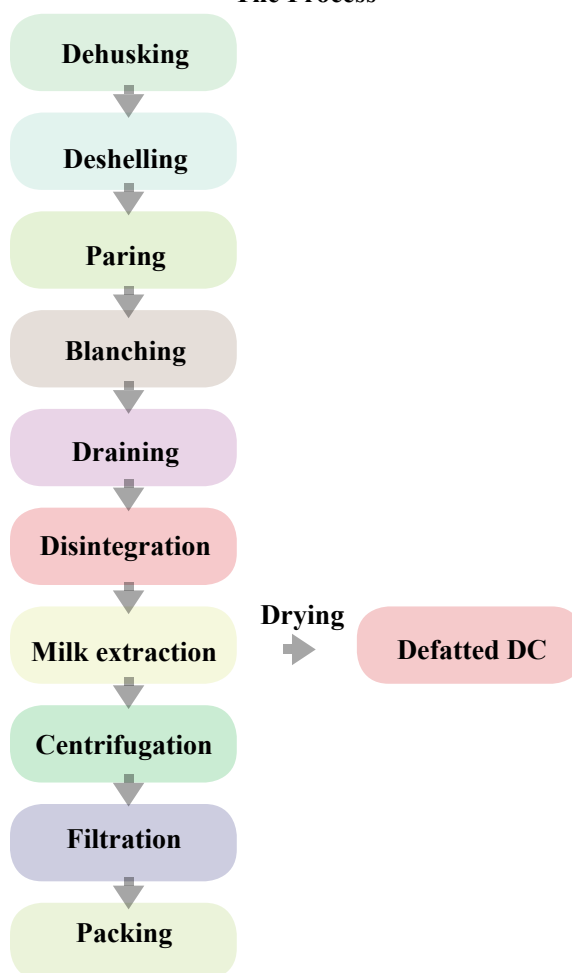 The Process
Dehusking
Deshelling
Paring
Blanching
Draining
Disintegration
Milk extraction
Drying
Defatted DC
Centrifugation
Filtration
Packing